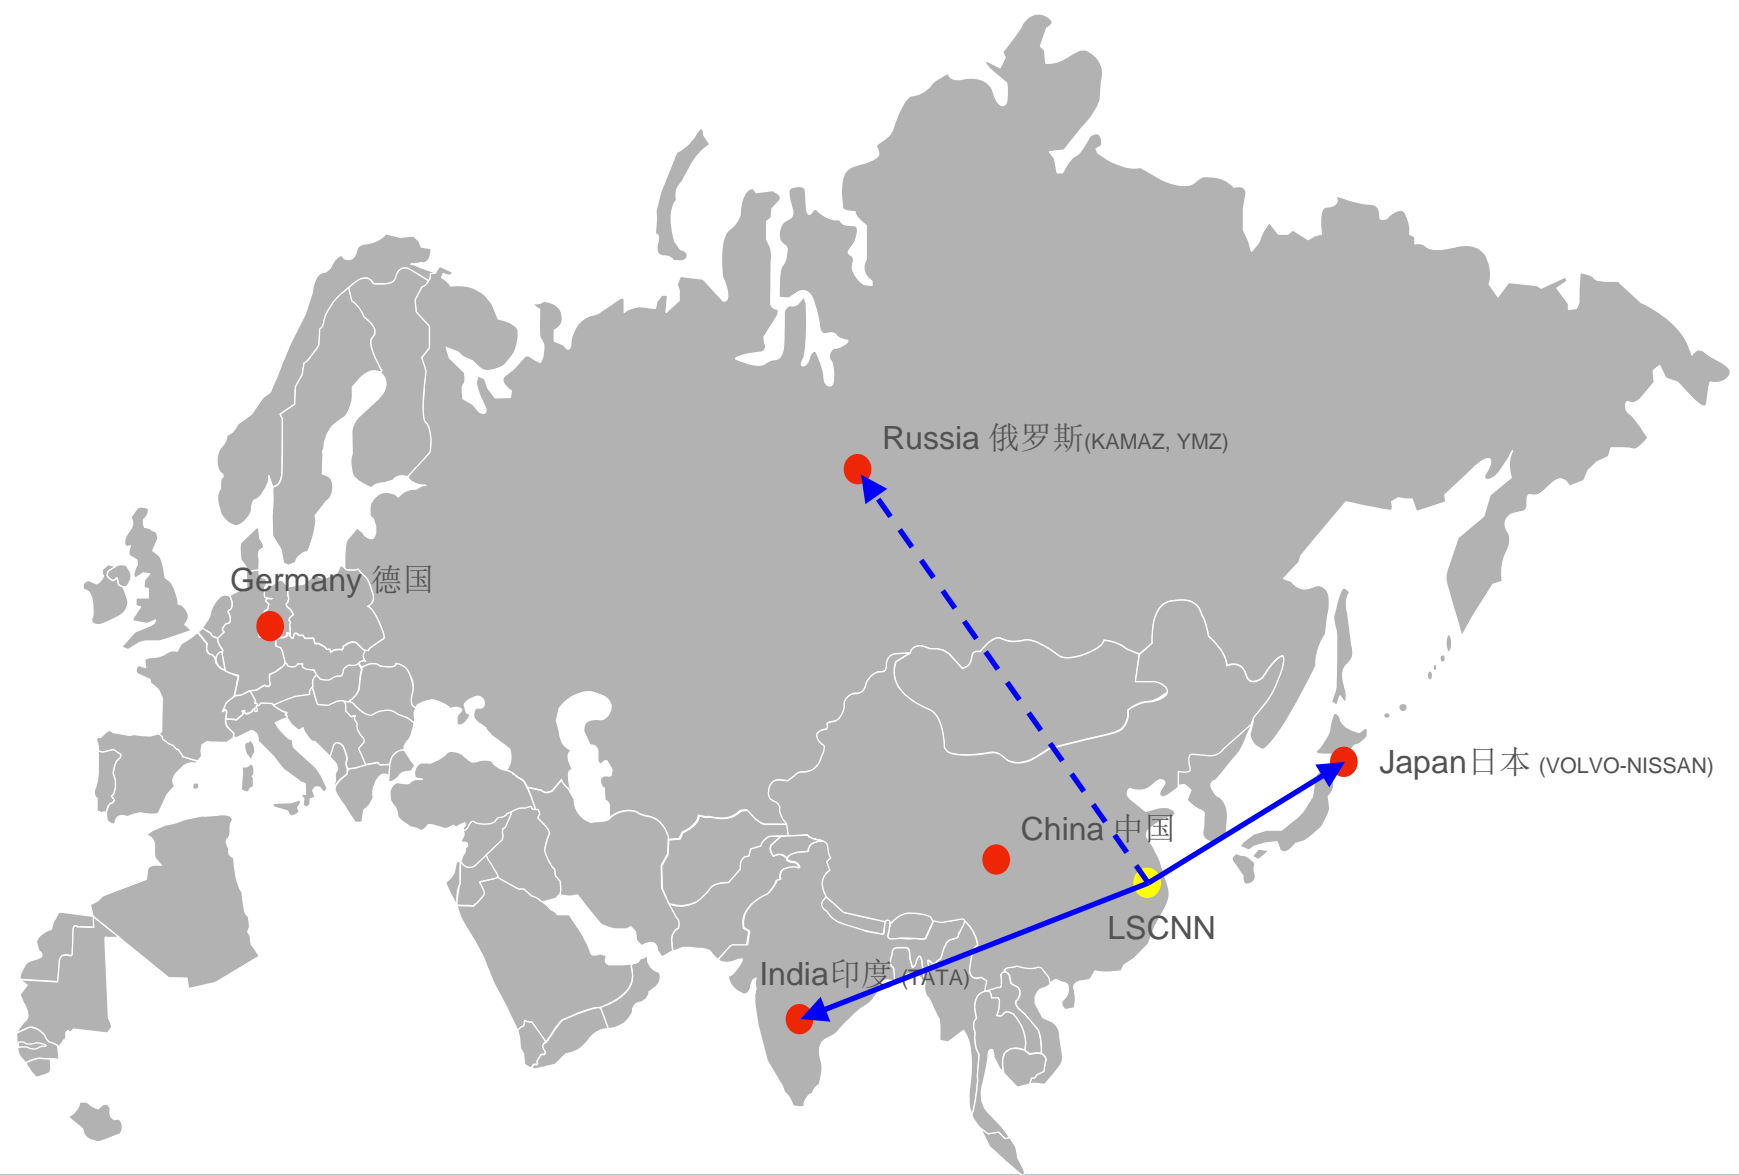 Russia 俄罗斯(KAMAZ, YMZ)
Germany 德国
Japan日本 (VOLVO-NISSAN)
China 中国
LSCNN
India印度 (TATA)